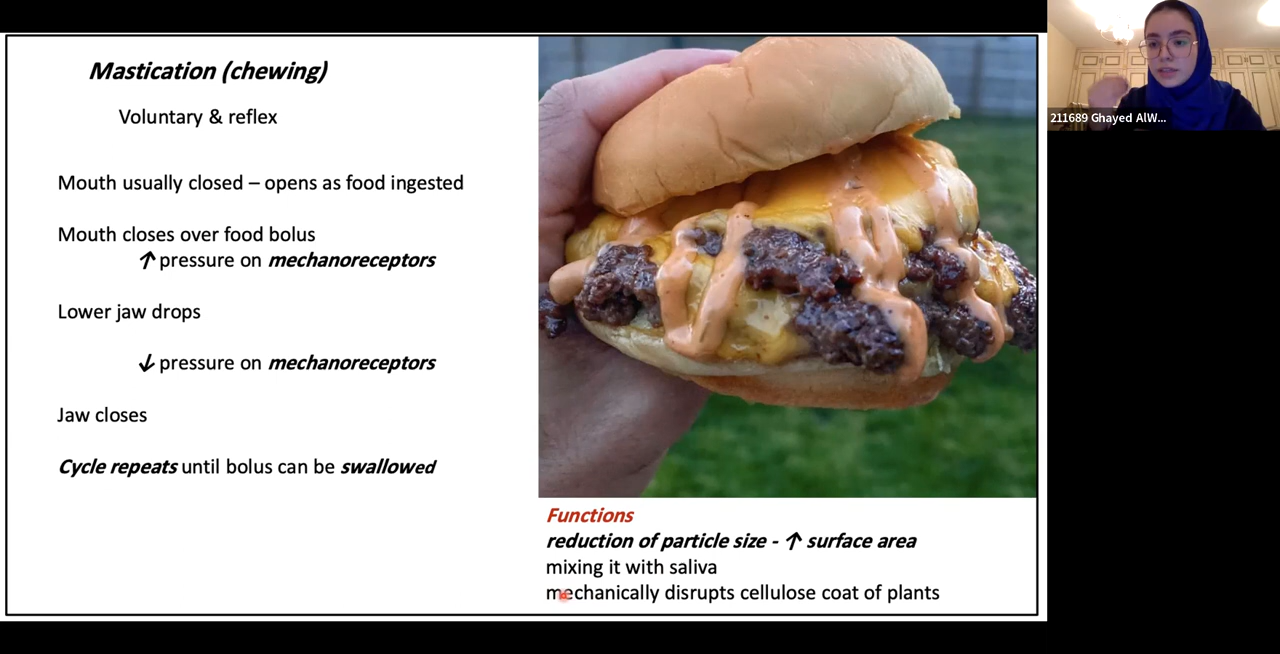 Mastication (chewing)
Voluntary & reflex
Mouth usually closed – opens as food ingested
Mouth closes over food bolus
↑ pressure on mechanoreceptors
Lower jaw drops
↓ pressure on mechanoreceptors
Jaw closes
Cycle repeats until bolus can be swallowed
Functions
reduction of particle size - ↑ surface area
mixing it with saliva
mechanically disrupts cellulose coat of plants
211689 Ghayed AlW...